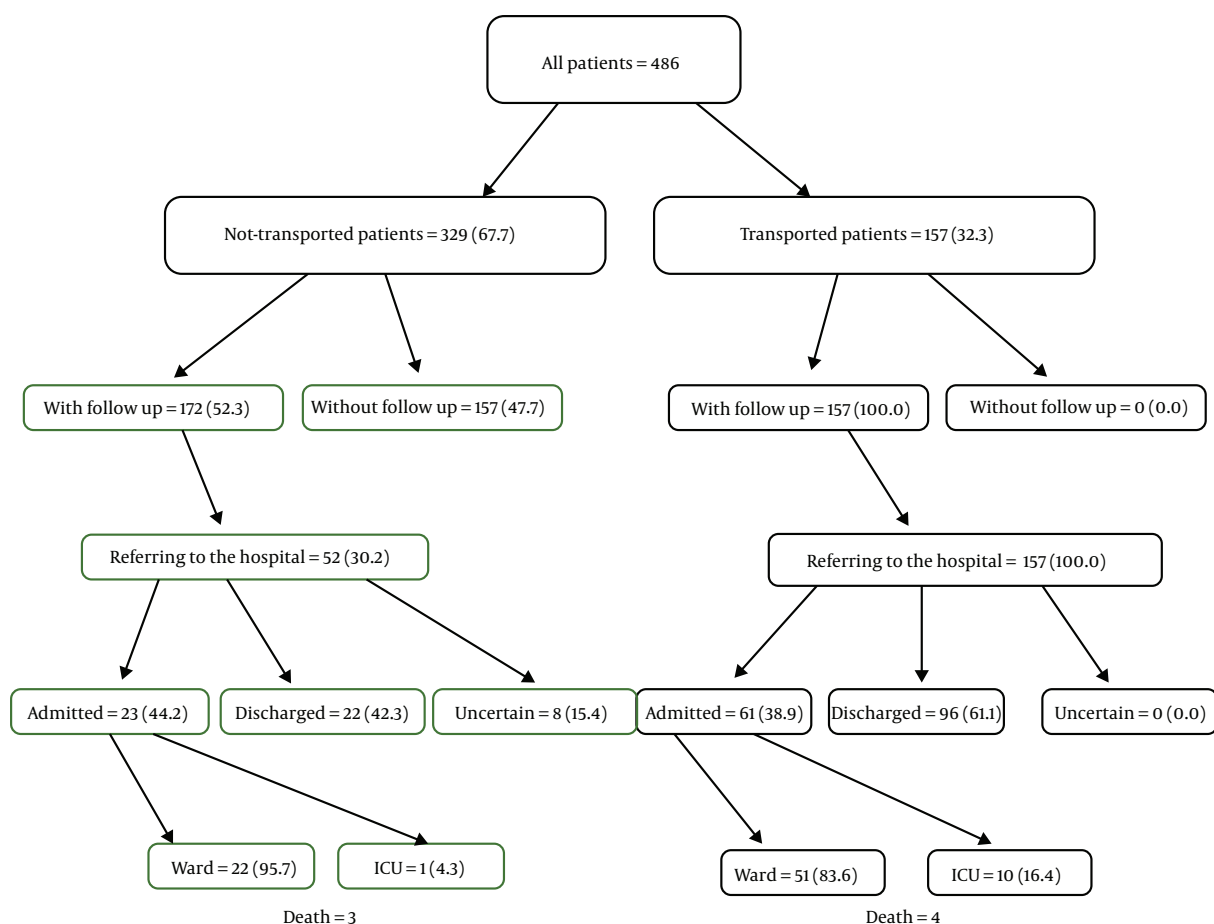 All patients = 486
Not-transported patients = 329 (67.7)
Transported patients = 157 (32.3)
With follow up = 172 (52.3)
Without follow up = 157 (47.7)
With follow up = 157 (100.0)
Without follow up = 0 (0.0)
Referring to the hospital = 52 (30.2)
Referring to the hospital = 157 (100.0)
Admitted = 23 (44.2)
Discharged = 22 (42.3)
Uncertain = 8 (15.4)
Admitted = 61 (38.9)
Discharged = 96 (61.1)
Uncertain = 0 (0.0)
Ward = 22 (95.7)
ICU = 1 (4.3)
Ward = 51 (83.6)
ICU = 10 (16.4)
Death = 3
Death = 4